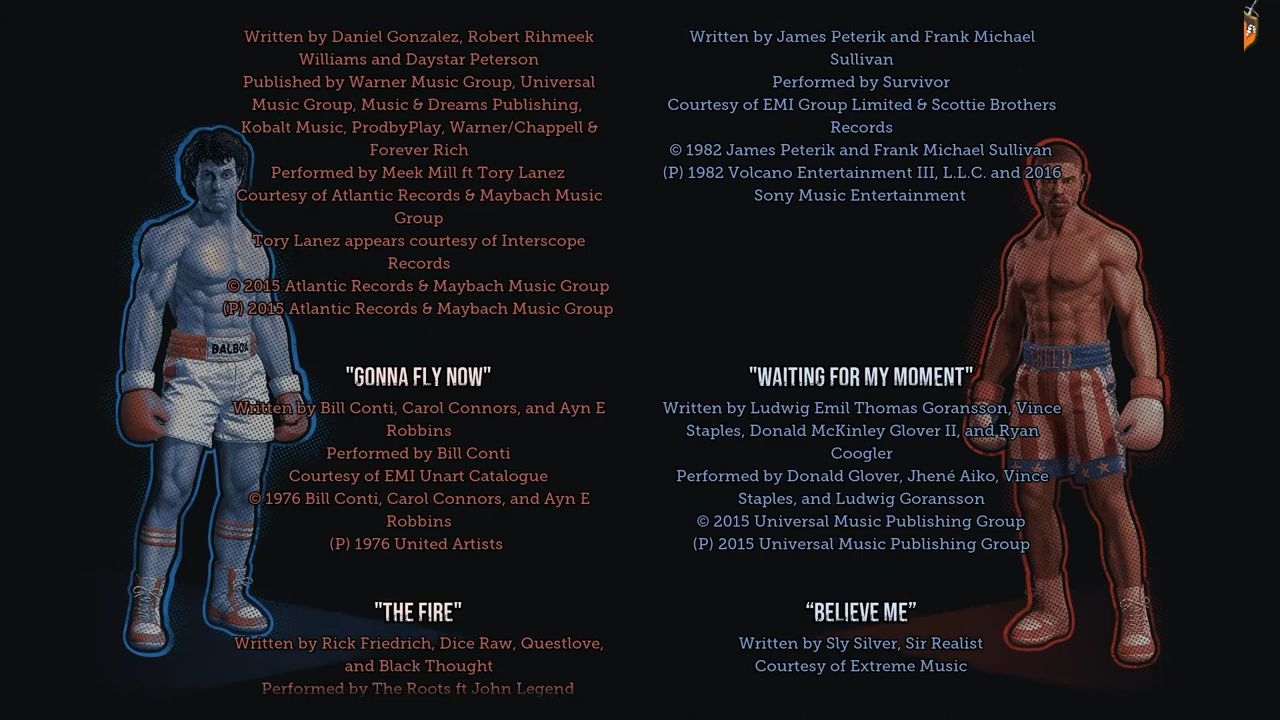 Written by Daniel Gonzalez, Robert Rihmeek
Williams and Daystar Peterson
Published by Warner Music Group, Universal
Music Group, Music & Dreams Publishing,
Kobalt Music, ProdbyPlay, Warner/Chappell &
Forever Rich
Performed by Meek Mill ft Tory Lanez
Courtesy of Atlantic Records & Maybach Music
Group
Tory Lanez appears courtesy of Interscope
Records
© 2015 Atlantic Records & Maybach Music Group
(P) 2015 Atlantic Records & Maybach Music Group
"GONNA FLY NOW"
Written by Bill Conti, Carol Connors, and Ayn E
Robbins
Performed by Bill Conti
Courtesy of EMI Unart Catalogue
© 1976 Bill Conti, Carol Connors, and Ayn E
Robbins
(P) 1976 United Artists
"THE FIRE"
Written by Rick Friedrich, Dice Raw, Questlove,
and Black Thought
Performed by The Roots ft John Legend
Written by James Peterik and Frank Michael
Sullivan
Performed by Survivor
Courtesy of EMI Group Limited & Scottie Brothers
Records
© 1982 James Peterik and Frank Michael Sullivan
(P) 1982 Volcano Entertainment III, L.L.C. and 2016
Sony Music Entertainment
"WAITING FOR MY MOMENT"
Written by Ludwig Emil Thomas Goransson, Vince
Staples, Donald McKinley Glover II, and Ryan
Coogler
Performed by Donald Glover, Jhené Aiko, Vince
Staples, and Ludwig Goransson
© 2015 Universal Music Publishing Group
(P) 2015 Universal Music Publishing Group
“BELIEVE ME”
Written by Sly Silver, Sir Realist
Courtesy of Extreme Music